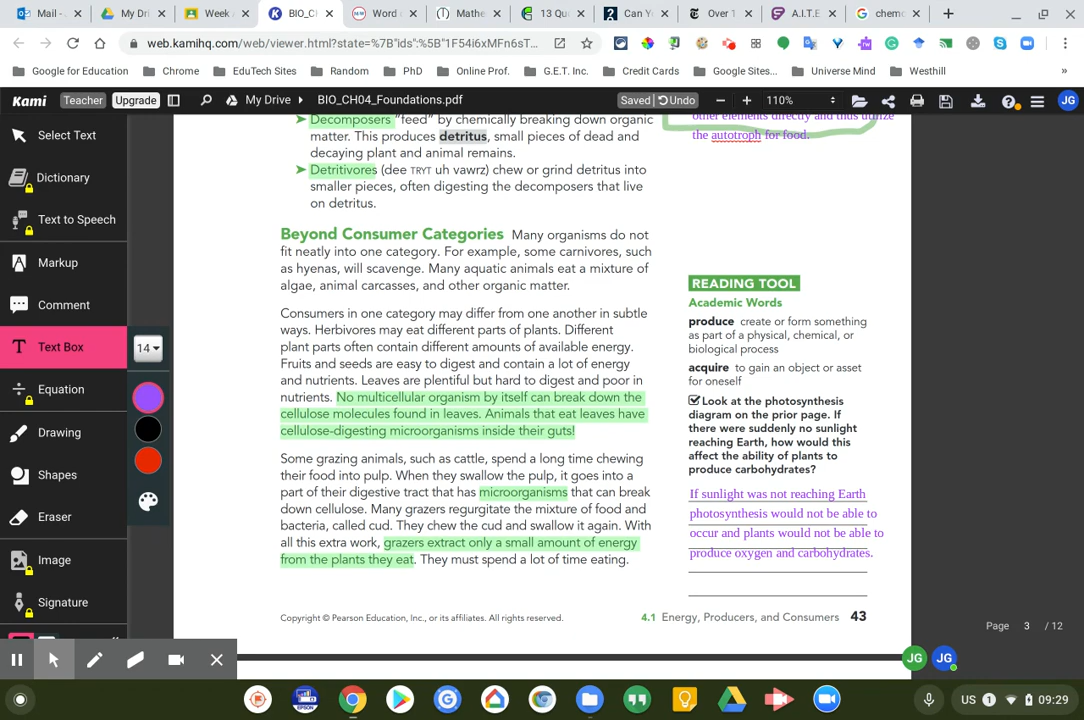 Mail -
My Dri
Week
BIO_CH
Word
Mathe
13 Qu
Can Y
Over 1
A.I.T.E
chemo
web.kamihq.com/web/viewer.html?state=%7B"ids"%3A%5B"1F54i6xMFn6sT...
Google for Education
Chrome
EduTech Sites
Random
PhD
Online Prof.
G.E.T. Inc.
Credit Cards
Google Sites...
Universe Mind
Westhill
»
Kami Teacher Upgrade My Drive BIO_CH04_Foundations.pdf Saved Undo 110%
JG
Select Text
Dictionary
Text to Speech
Markup
Comment
Text Box
14
Equation
Drawing
Shapes
Eraser
Image
Signature
➤ Decomposers "feed" by chemically breaking down organic
matter. This produces detritus, small pieces of dead and
decaying plant and animal remains.
➤ Detritivores (dee TRYT uh vawrz) chew or grind detritus into
smaller pieces, often digesting the decomposers that live
on detritus.
Beyond Consumer Categories Many organisms do not
fit neatly into one category. For example, some carnivores, such
as hyenas, will scavenge. Many aquatic animals eat a mixture of
algae, animal carcasses, and other organic matter.
Consumers in one category may differ from one another in subtle
ways. Herbivores may eat different parts of plants. Different
plant parts often contain different amounts of available energy.
Fruits and seeds are easy to digest and contain a lot of energy
and nutrients. Leaves are plentiful but hard to digest and poor in
nutrients. No multicellular organism by itself can break down the
cellulose molecules found in leaves. Animals that eat leaves have
cellulose-digesting microorganisms inside their guts!
Some grazing animals, such as cattle, spend a long time chewing
their food into pulp. When they swallow the pulp, it goes into a
part of their digestive tract that has microorganisms that can break
down cellulose. Many grazers regurgitate the mixture of food and
bacteria, called cud. They chew the cud and swallow it again. With
all this extra work, grazers extract only a small amount of energy
from the plants they eat. They must spend a lot of time eating.
other elements directly and thus utilize
the autotroph for food.
READING TOOL
Academic Words
produce create or form something
as part of a physical, chemical, or
biological process
acquire to gain an object or asset
for oneself
Look at the photosynthesis
diagram on the prior page. If
there were suddenly no sunlight
reaching Earth, how would this
affect the ability of plants to
produce carbohydrates?
If sunlight was not reaching Earth
photosynthesis would not be able to
occur and plants would not be able to
produce oxygen and carbohydrates.
Copyright © Pearson Education, Inc., or its affiliates. All rights reserved.
4.1 Energy, Producers, and Consumers 43
Page 3 / 12
JG JG
EPSON
US 1 09:29